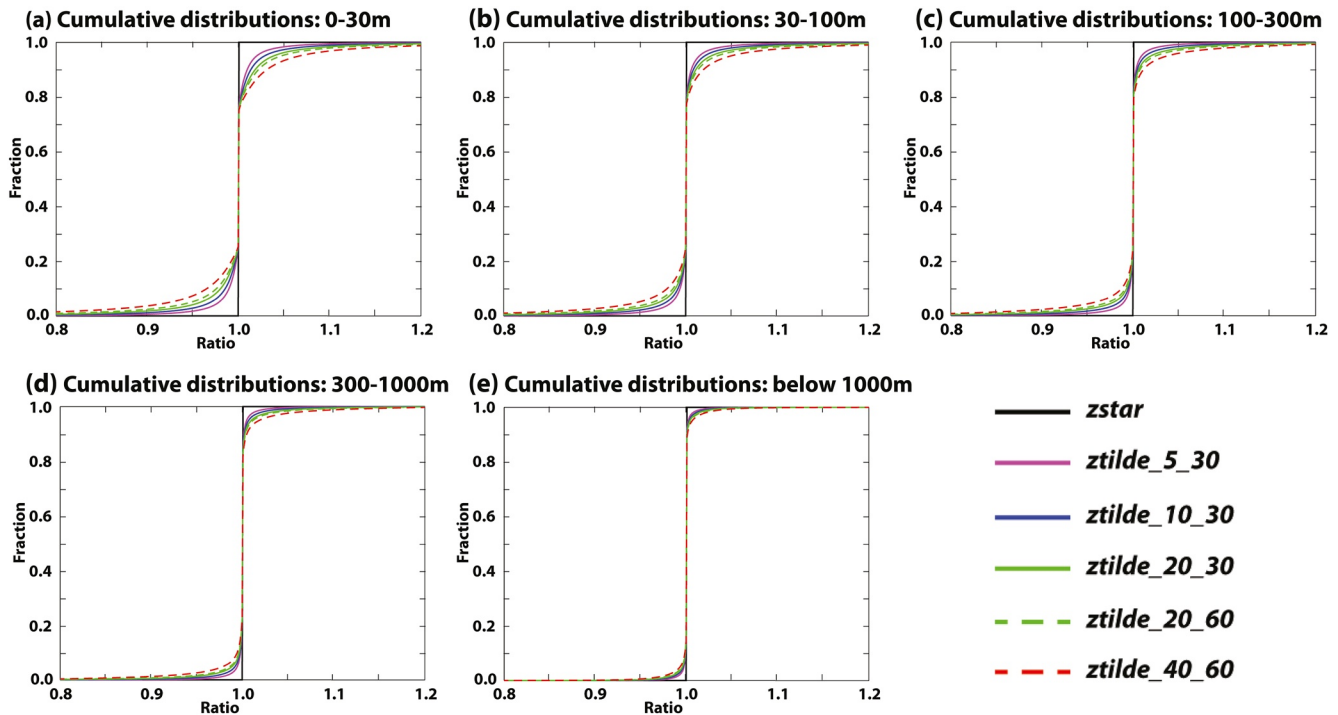 (a) Cumulative distributions: 0-30m
(b) Cumulative distributions: 30-100m
(c) Cumulative distributions: 100-300m
1.0
0.8
0.6
0.4
0.2
0.0
Fraction
0.8 0.9 1.0 1.1 1.2
Ratio
1.0
0.8
0.6
0.4
0.2
0.0
Fraction
0.8 0.9 1.0 1.1 1.2
Ratio
1.0
0.8
0.6
0.4
0.2
0.0
Fraction
0.8 0.9 1.0 1.1 1.2
Ratio
(d) Cumulative distributions: 300-1000m
(e) Cumulative distributions: below 1000m
1.0
0.8
0.6
0.4
0.2
0.0
Fraction
0.8 0.9 1.0 1.1 1.2
Ratio
1.0
0.8
0.6
0.4
0.2
0.0
Fraction
0.8 0.9 1.0 1.1 1.2
Ratio
zstar
ztilde_5_30
ztilde_10_30
ztilde_20_30
ztilde_20_60
ztilde_40_60